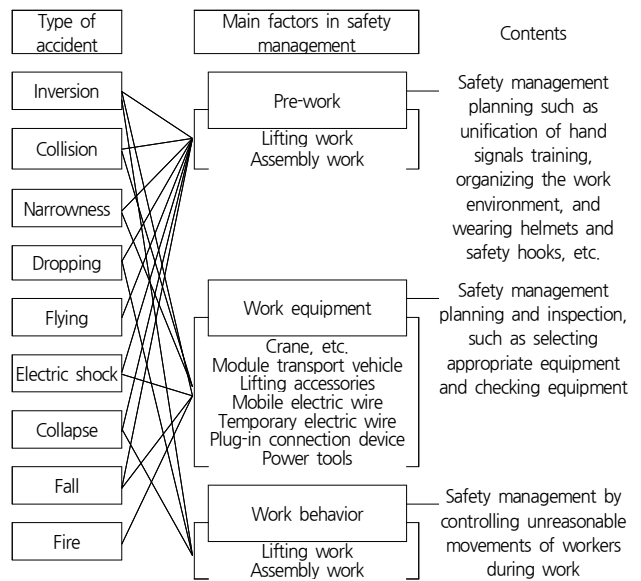 Type of
accident
Main factors in safety
management
Contents
Inversion
Collision
Narrowness
Dropping
Flying
Electric shock
Collapse
Fall
Fire
Pre-work
Lifting work
Assembly work
Safety management
planning such as
unification of hand
signals training,
organizing the work
environment, and
wearing helmets and
safety hooks, etc.
Work equipment
Crane, etc.
Module transport vehicle
Lifting accessories
Mobile electric wire
Temporary electric wire
Plug-in connection device
Power tools
Safety management
planning and inspection,
such as selecting
appropriate equipment
and checking equipment
Work behavior
Lifting work
Assembly work
Safety management by
controlling unreasonable
movements of workers
during work